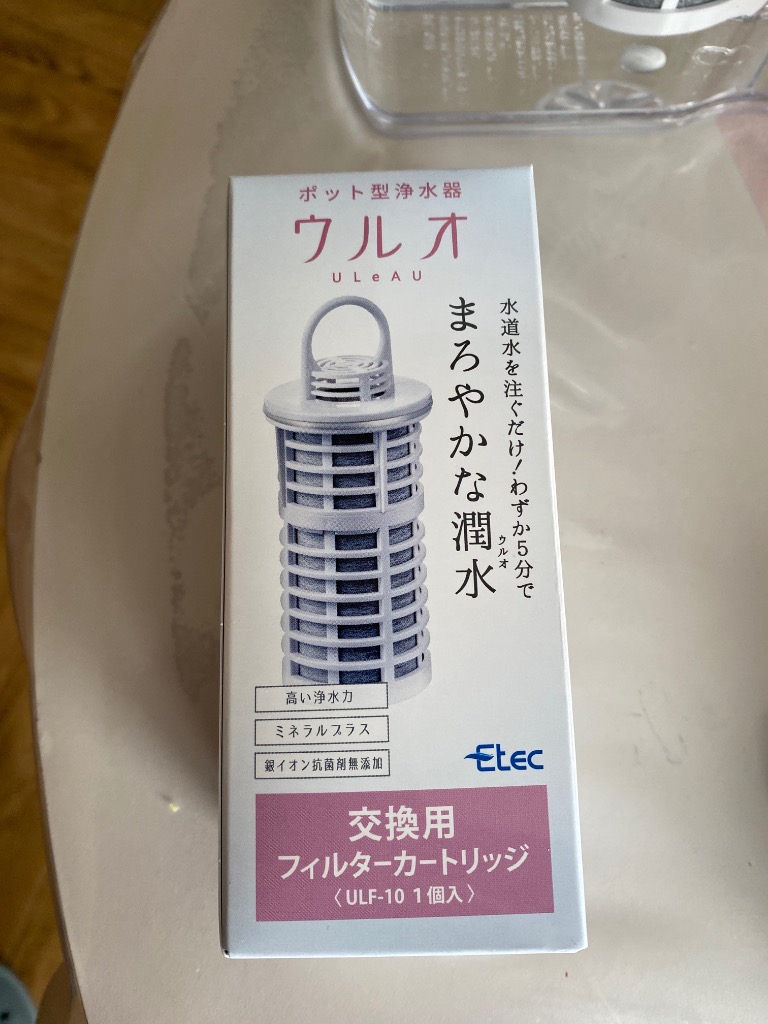 ポット型浄水器
ウルオ
ULeAU
水道水を注ぐだけ!わずか5分で
まろやかな潤水
ウルオ
高い浄水力
ミネラルプラス
銀イオン抗菌剤無添加
Etec
交換用
フィルターカートリッジ
〈ULF-10 1個入〉